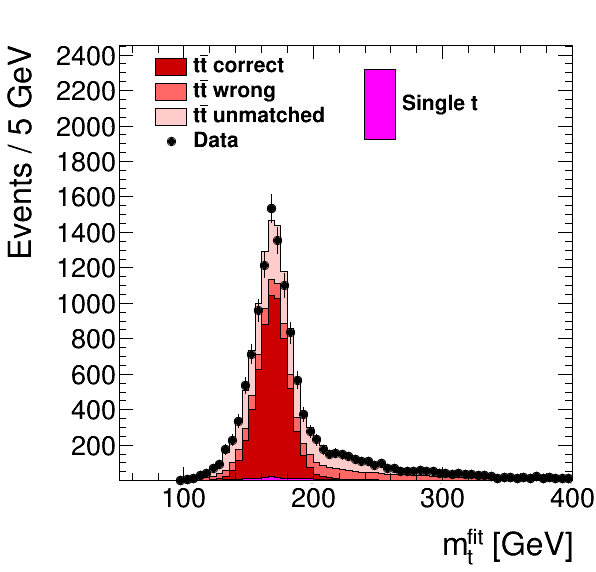 Events / 5 GeV
2400
2200
2000
1800
1600
1400
1200
1000
800
600
400
200
tt̄ correct
tt̄ wrong
tt̄ unmatched
Data
Single t
100 200 300 400
m_t^fit [GeV]